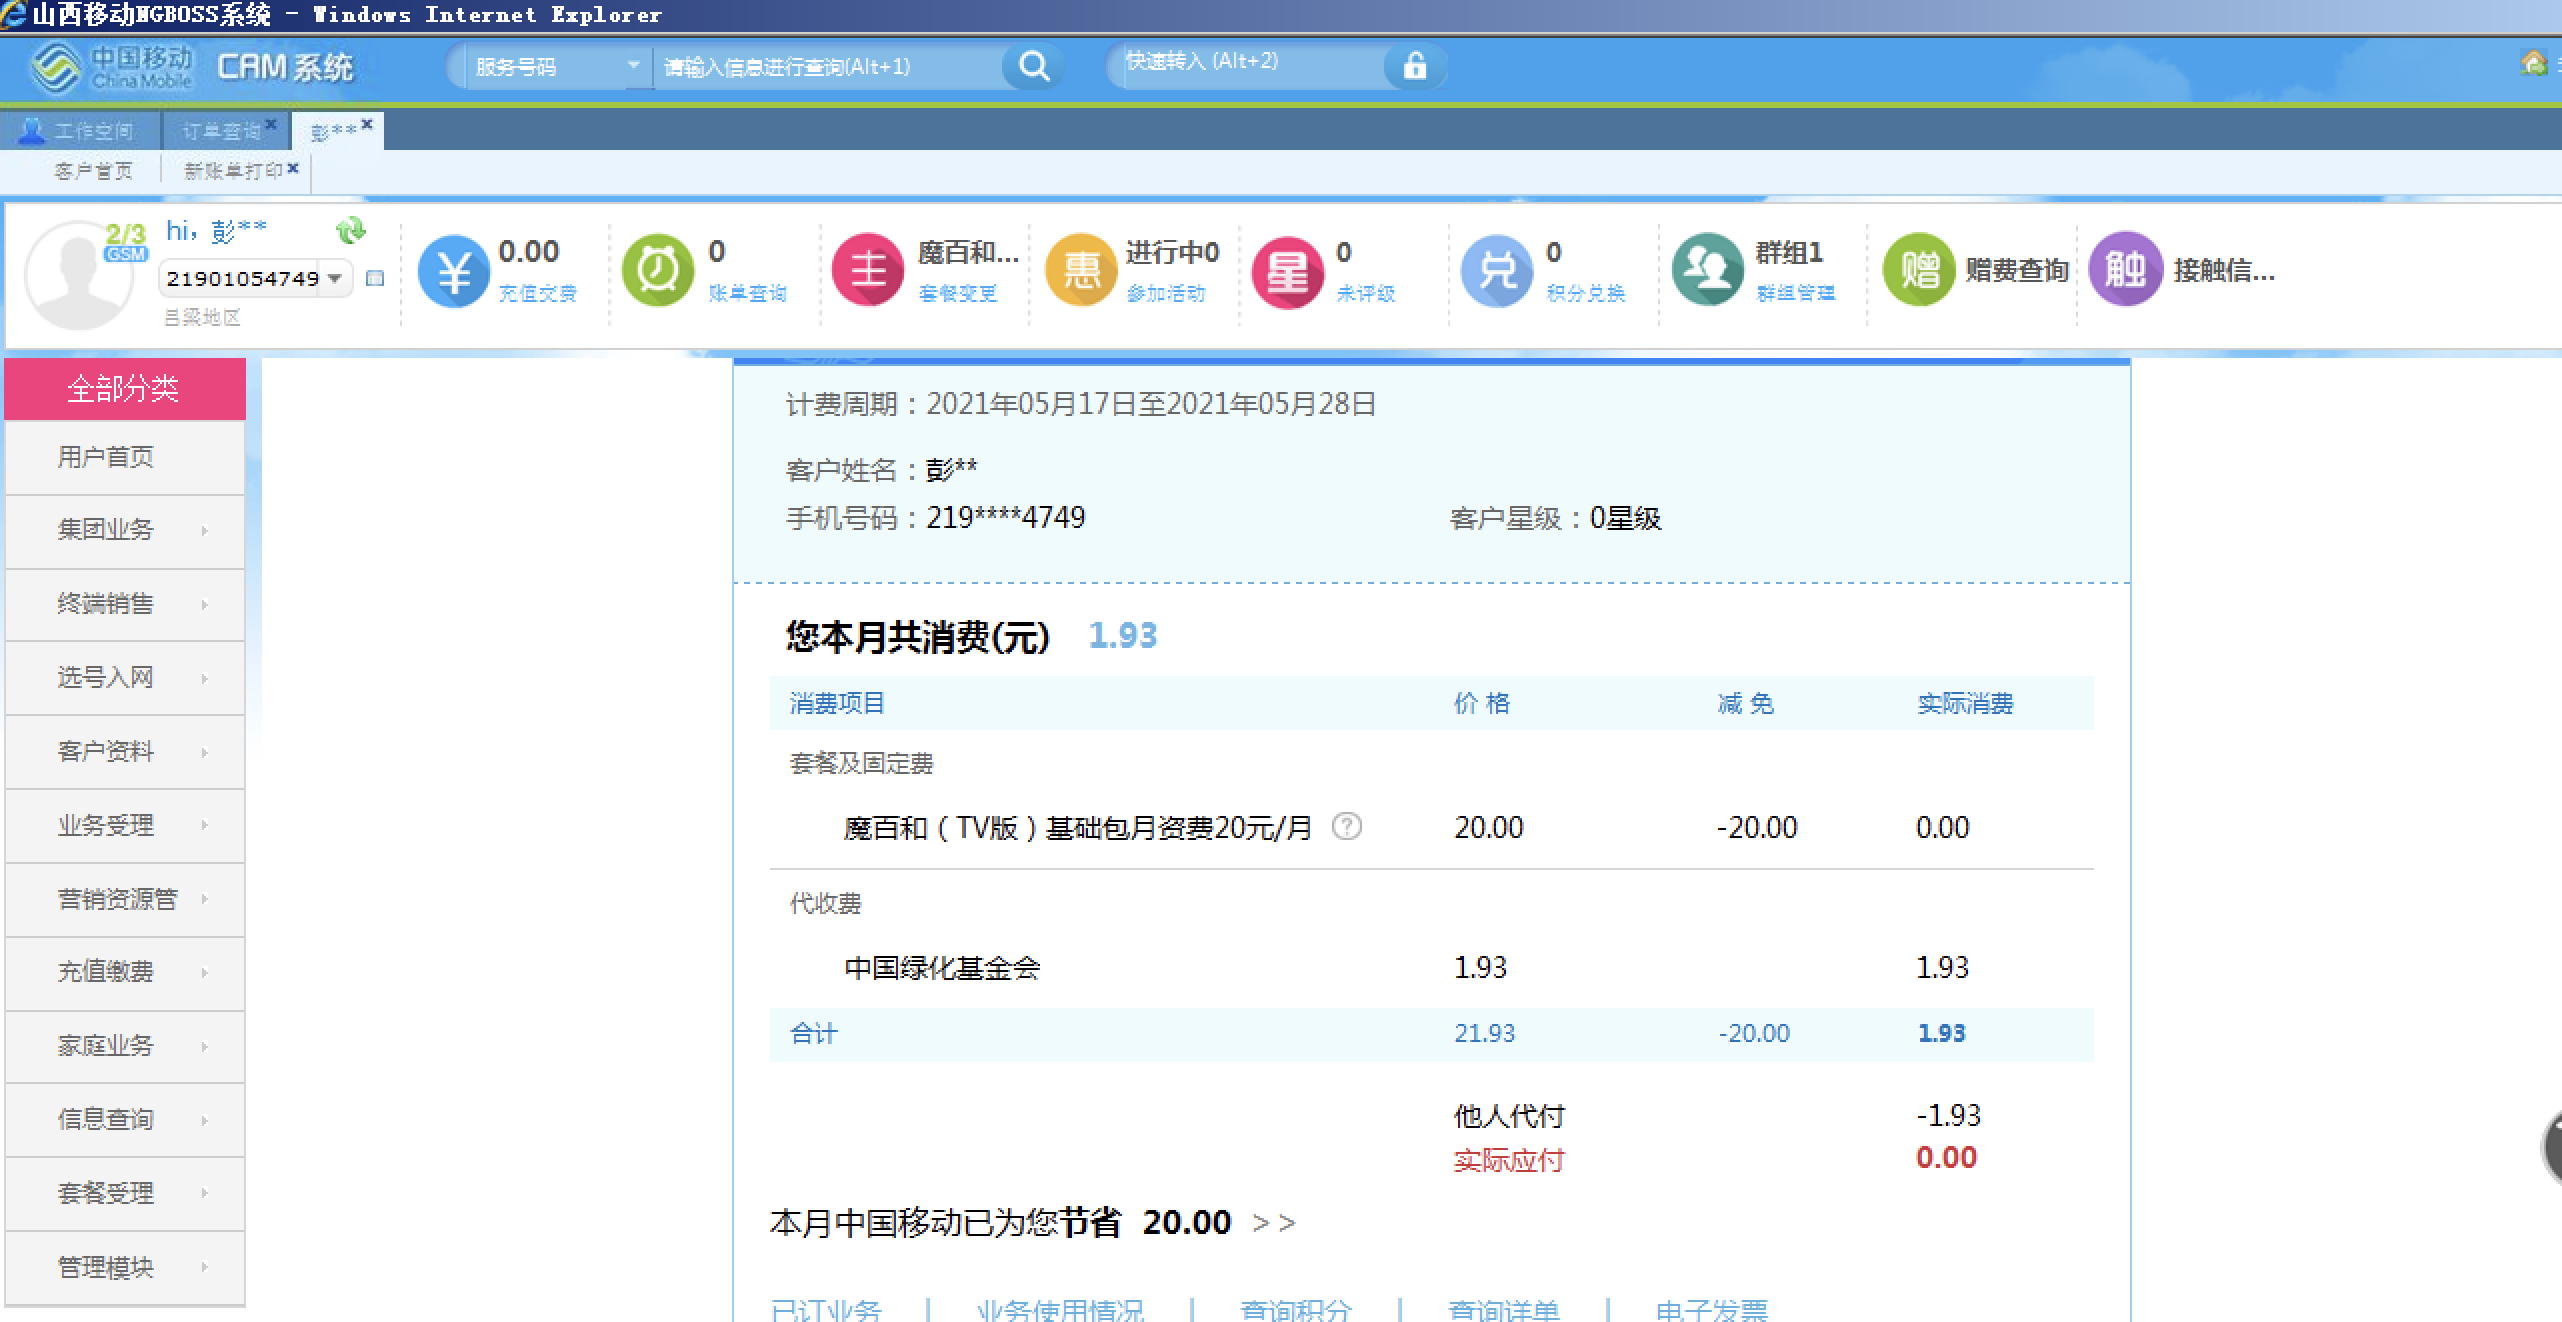 山西移动NGBOSS系统 - Windows Internet Explorer
中国移动 China Mobile CRM 系统 服务号码 请输入信息进行查询(Alt+1) 快速转入 (Alt+2)
工作空间 订单查询 彭**
客户首页 新账单打印
2/3 GSM
hi，彭**
21901054749
吕梁地区
¥ 0.00 充值交费
0 账单查询
主 魔百和... 套餐变更
惠 进行中0 参加活动
星 0 未评级
兑 0 积分兑换
群组1 群组管理
赠 赠费查询
触 接触信...
全部分类
用户首页
集团业务
终端销售
选号入网
客户资料
业务受理
营销资源管
充值缴费
家庭业务
信息查询
套餐受理
管理模块
计费周期：2021年05月17日至2021年05月28日
客户姓名：彭**
手机号码：219****4749 客户星级：0星级
您本月共消费(元) 1.93
消费项目 价 格 减 免 实际消费
套餐及固定费
魔百和（TV版）基础包月资费20元/月 ? 20.00 -20.00 0.00
代收费
中国绿化基金会 1.93 1.93
合计 21.93 -20.00 1.93
他人代付 -1.93
实际应付 0.00
本月中国移动已为您节省 20.00 >>
已订业务 | 业务使用情况 | 查询积分 | 查询详单 | 电子发票